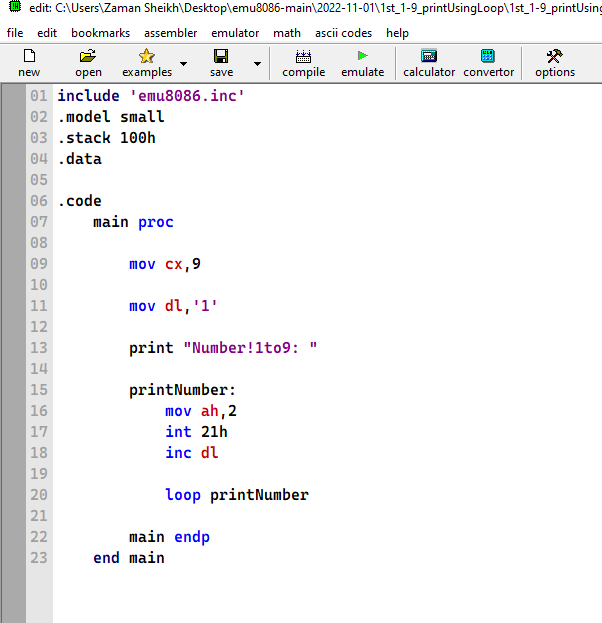 edit: C:\Users\Zaman Sheikh\Desktop\emu8086-main\2022-11-01\1st_1-9_printUsingLoop\1st_1-9_printUsing
file edit bookmarks assembler emulator math ascii codes help
new open examples save compile emulate calculator convertor options
01 include 'emu8086.inc'
02 .model small
03 .stack 100h
04 .data
05
06 .code
07 main proc
08
09 mov cx,9
10
11 mov dl,'1'
12
13 print "Number!1to9: "
14
15 printNumber:
16 mov ah,2
17 int 21h
18 inc dl
19
20 loop printNumber
21
22 main endp
23 end main